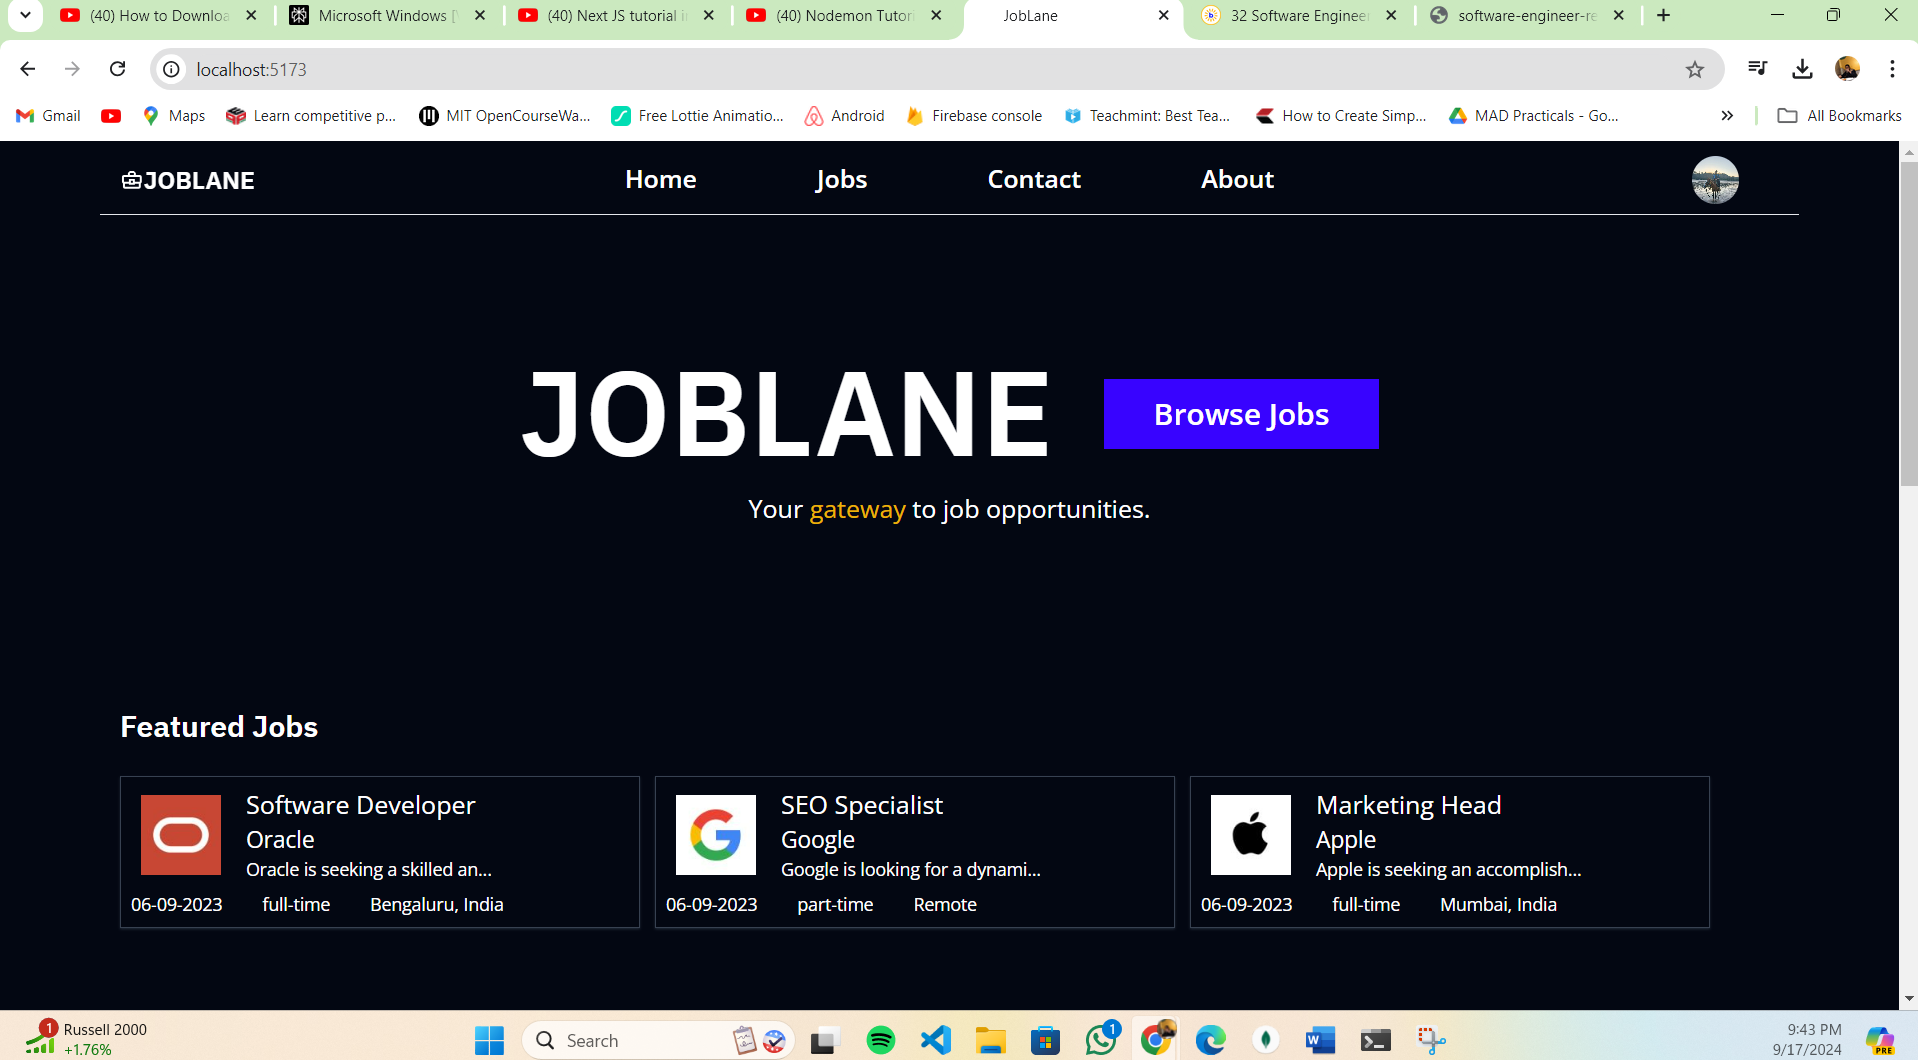 (40) How to Downloa
Microsoft Windows [V
(40) Next JS tutorial i
(40) Nodemon Tutori
JobLane
32 Software Engineer
software-engineer-re
localhost:5173
Gmail
Maps
Learn competitive p...
MIT OpenCourseWa...
Free Lottie Animatio...
Android
Firebase console
Teachmint: Best Tea...
How to Create Simp...
MAD Practicals - Go...
All Bookmarks
JOBLANE
Home
Jobs
Contact
About
JOBLANE
Browse Jobs
Your gateway to job opportunities.
Featured Jobs
Software Developer
Oracle
Oracle is seeking a skilled an...
06-09-2023 full-time Bengaluru, India
SEO Specialist
Google
Google is looking for a dynami...
06-09-2023 part-time Remote
Marketing Head
Apple
Apple is seeking an accomplish...
06-09-2023 full-time Mumbai, India
1
Russell 2000
+1.76%
Search
1
W
9:43 PM
9/17/2024
PRE